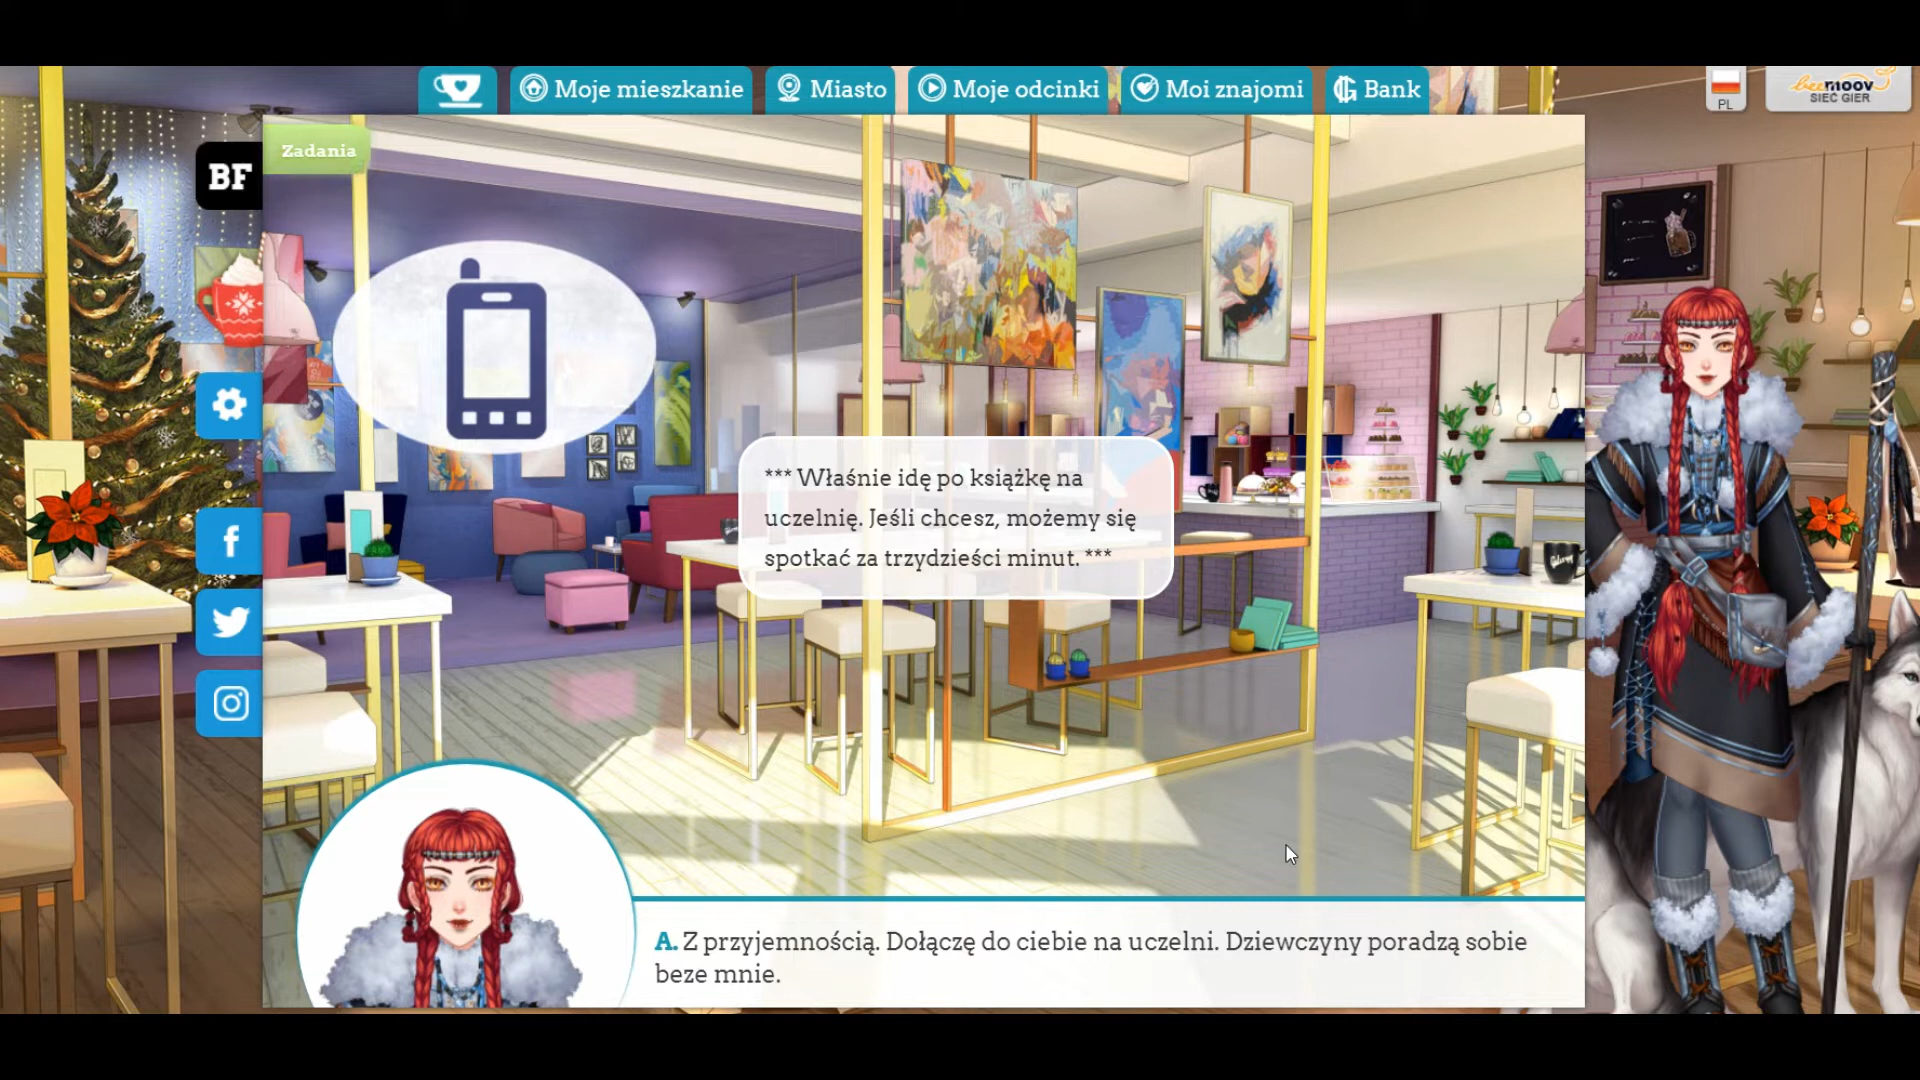 Moje mieszkanie
Miasto
Moje odcinki
Moi znajomi
Bank
PL
beemoov
SIEĆ GIER
Zadania
BF
*** Właśnie idę po książkę na
uczelnię. Jeśli chcesz, możemy się
spotkać za trzydzieści minut. ***
A. Z przyjemnością. Dołączę do ciebie na uczelni. Dziewczyny poradzą sobie
beze mnie.